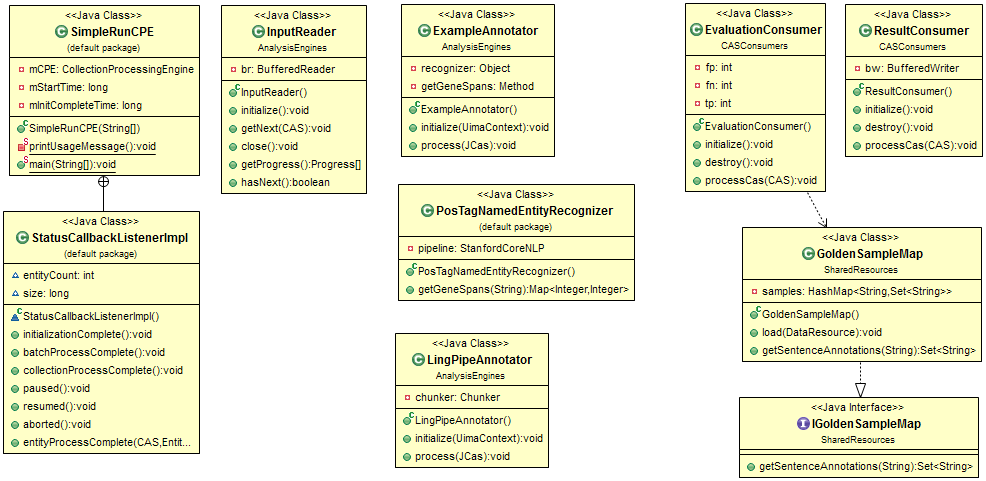 <<Java Class>>
SimpleRunCPE
(default package)
mCPE: CollectionProcessingEngine
mStartTime: long
mInitCompleteTime: long
SimpleRunCPE(String[])
printUsageMessage():void
main(String[]):void
<<Java Class>>
StatusCallbackListenerImpl
(default package)
entityCount: int
size: long
StatusCallbackListenerImpl()
initializationComplete():void
batchProcessComplete():void
collectionProcessComplete():void
paused():void
resumed():void
aborted():void
entityProcessComplete(CAS,Entit...
<<Java Class>>
InputReader
AnalysisEngines
br: BufferedReader
InputReader()
initialize():void
getNext(CAS):void
close():void
getProgress():Progress[]
hasNext():boolean
<<Java Class>>
ExampleAnnotator
AnalysisEngines
recognizer: Object
getGeneSpans: Method
ExampleAnnotator()
initialize(UimaContext):void
process(JCas):void
<<Java Class>>
PosTagNamedEntityRecognizer
(default package)
pipeline: StanfordCoreNLP
PosTagNamedEntityRecognizer()
getGeneSpans(String):Map<Integer,Integer>
<<Java Class>>
LingPipeAnnotator
AnalysisEngines
chunker: Chunker
LingPipeAnnotator()
initialize(UimaContext):void
process(JCas):void
<<Java Class>>
EvaluationConsumer
CASConsumers
fp: int
fn: int
tp: int
EvaluationConsumer()
initialize():void
destroy():void
processCas(CAS):void
<<Java Class>>
ResultConsumer
CASConsumers
bw: BufferedWriter
ResultConsumer()
initialize():void
destroy():void
processCas(CAS):void
<<Java Class>>
GoldenSampleMap
SharedResources
samples: HashMap<String,Set<String>>
GoldenSampleMap()
load(DataResource):void
getSentenceAnnotations(String):Set<String>
<<Java Interface>>
IGoldenSampleMap
SharedResources
getSentenceAnnotations(String):Set<String>